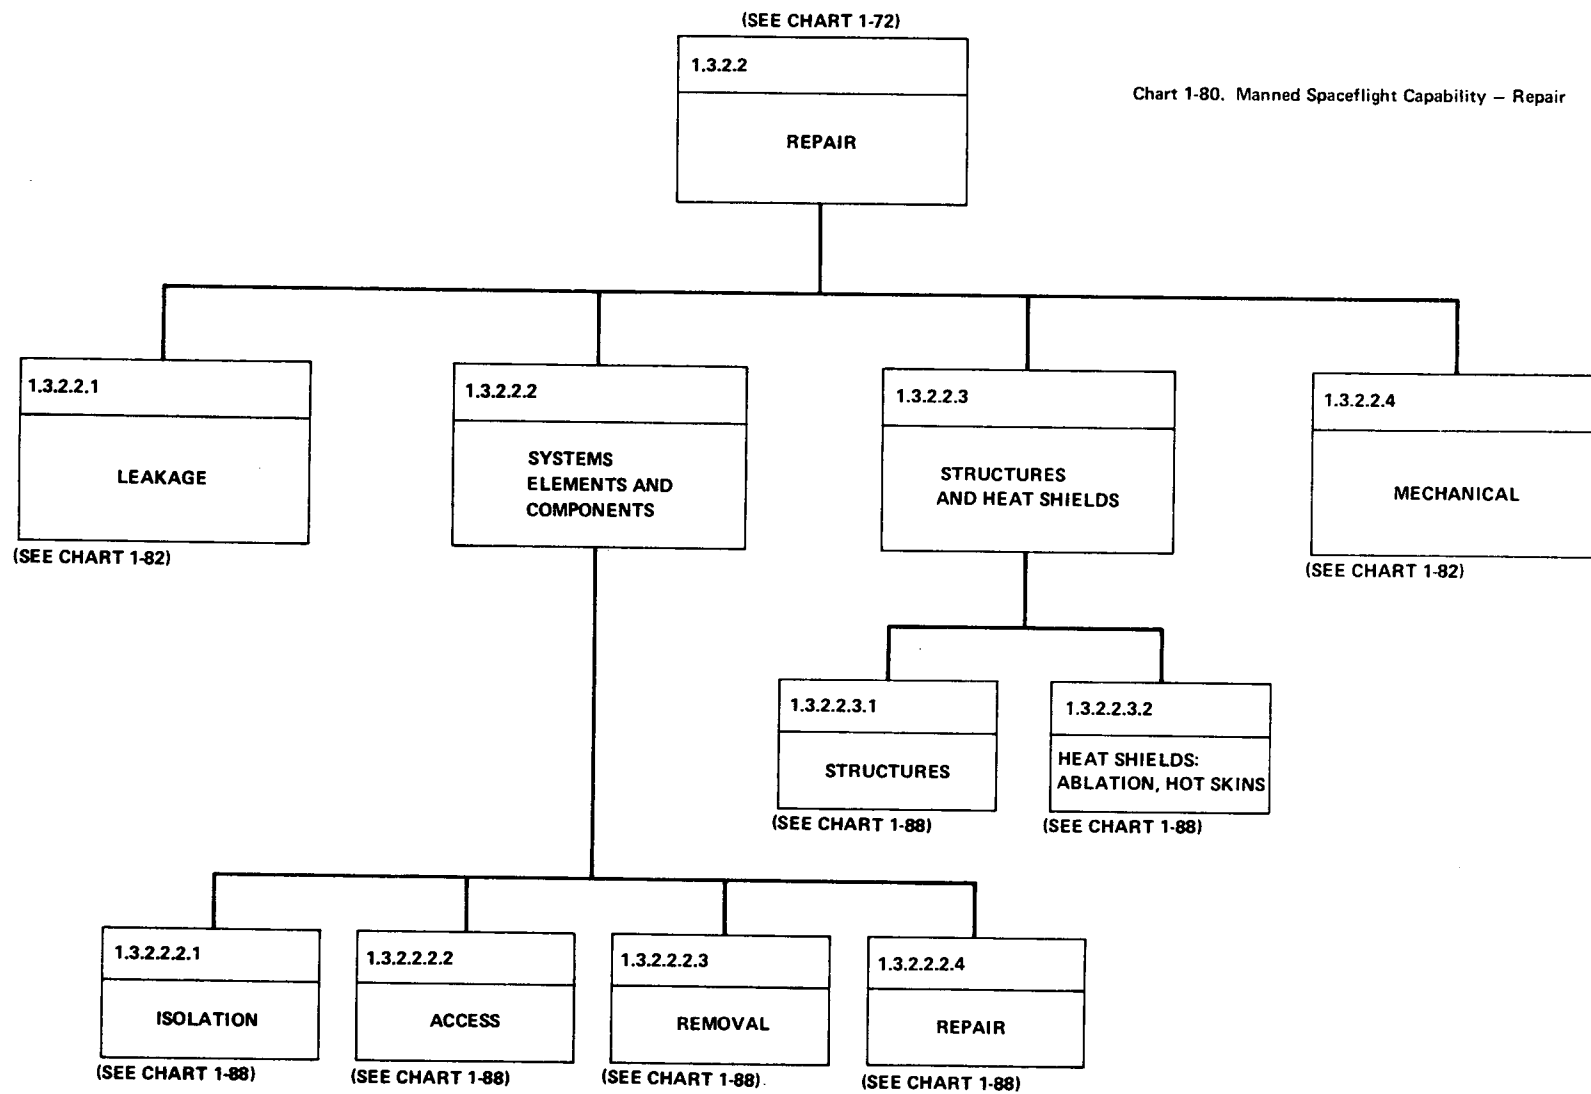 (SEE CHART 1-72)
1.3.2.2
REPAIR
Chart 1-80. Manned Spaceflight Capability — Repair
1.3.2.2.1
LEAKAGE
(SEE CHART 1-82)
1.3.2.2.2
SYSTEMS
ELEMENTS AND
COMPONENTS
1.3.2.2.3
STRUCTURES
AND HEAT SHIELDS
1.3.2.2.4
MECHANICAL
(SEE CHART 1-82)
1.3.2.2.3.1
STRUCTURES
(SEE CHART 1-88)
1.3.2.2.3.2
HEAT SHIELDS:
ABLATION, HOT SKINS
(SEE CHART 1-88)
1.3.2.2.2.1
ISOLATION
(SEE CHART 1-88)
1.3.2.2.2.2
ACCESS
(SEE CHART 1-88)
1.3.2.2.2.3
REMOVAL
(SEE CHART 1-88)
1.3.2.2.2.4
REPAIR
(SEE CHART 1-88)